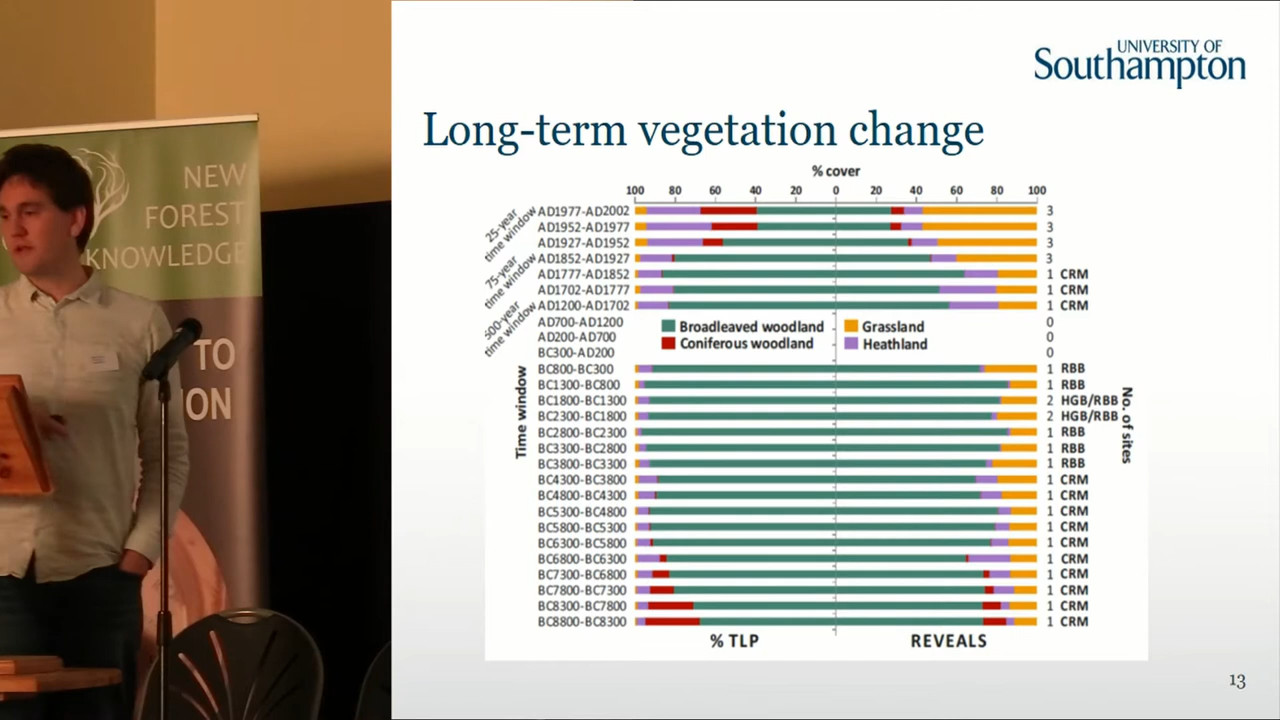 NEW
FOREST
KNOWLEDGE
TO
ION
UNIVERSITY OF
Southampton
Long-term vegetation change
% cover
100 80 60 40 20 0 20 40 60 80 100
25-year time window
75-year time window
500-year time window
AD1977-AD2002 3
AD1952-AD1977 3
AD1927-AD1952 3
AD1852-AD1927 3
AD1777-AD1852 1 CRM
AD1702-AD1777 1 CRM
AD1200-AD1702 1 CRM
AD700-AD1200 0
AD200-AD700 0
BC300-AD200 0
Broadleaved woodland Grassland
Coniferous woodland Heathland
Time window
No. of sites
BC800-BC300 1 RBB
BC1300-BC800 1 RBB
BC1800-BC1300 2 HGB/RBB
BC2300-BC1800 2 HGB/RBB
BC2800-BC2300 1 RBB
BC3300-BC2800 1 RBB
BC3800-BC3300 1 RBB
BC4300-BC3800 1 CRM
BC4800-BC4300 1 CRM
BC5300-BC4800 1 CRM
BC5800-BC5300 1 CRM
BC6300-BC5800 1 CRM
BC6800-BC6300 1 CRM
BC7300-BC6800 1 CRM
BC7800-BC7300 1 CRM
BC8300-BC7800 1 CRM
BC8800-BC8300 1 CRM
% TLP REVEALS
13